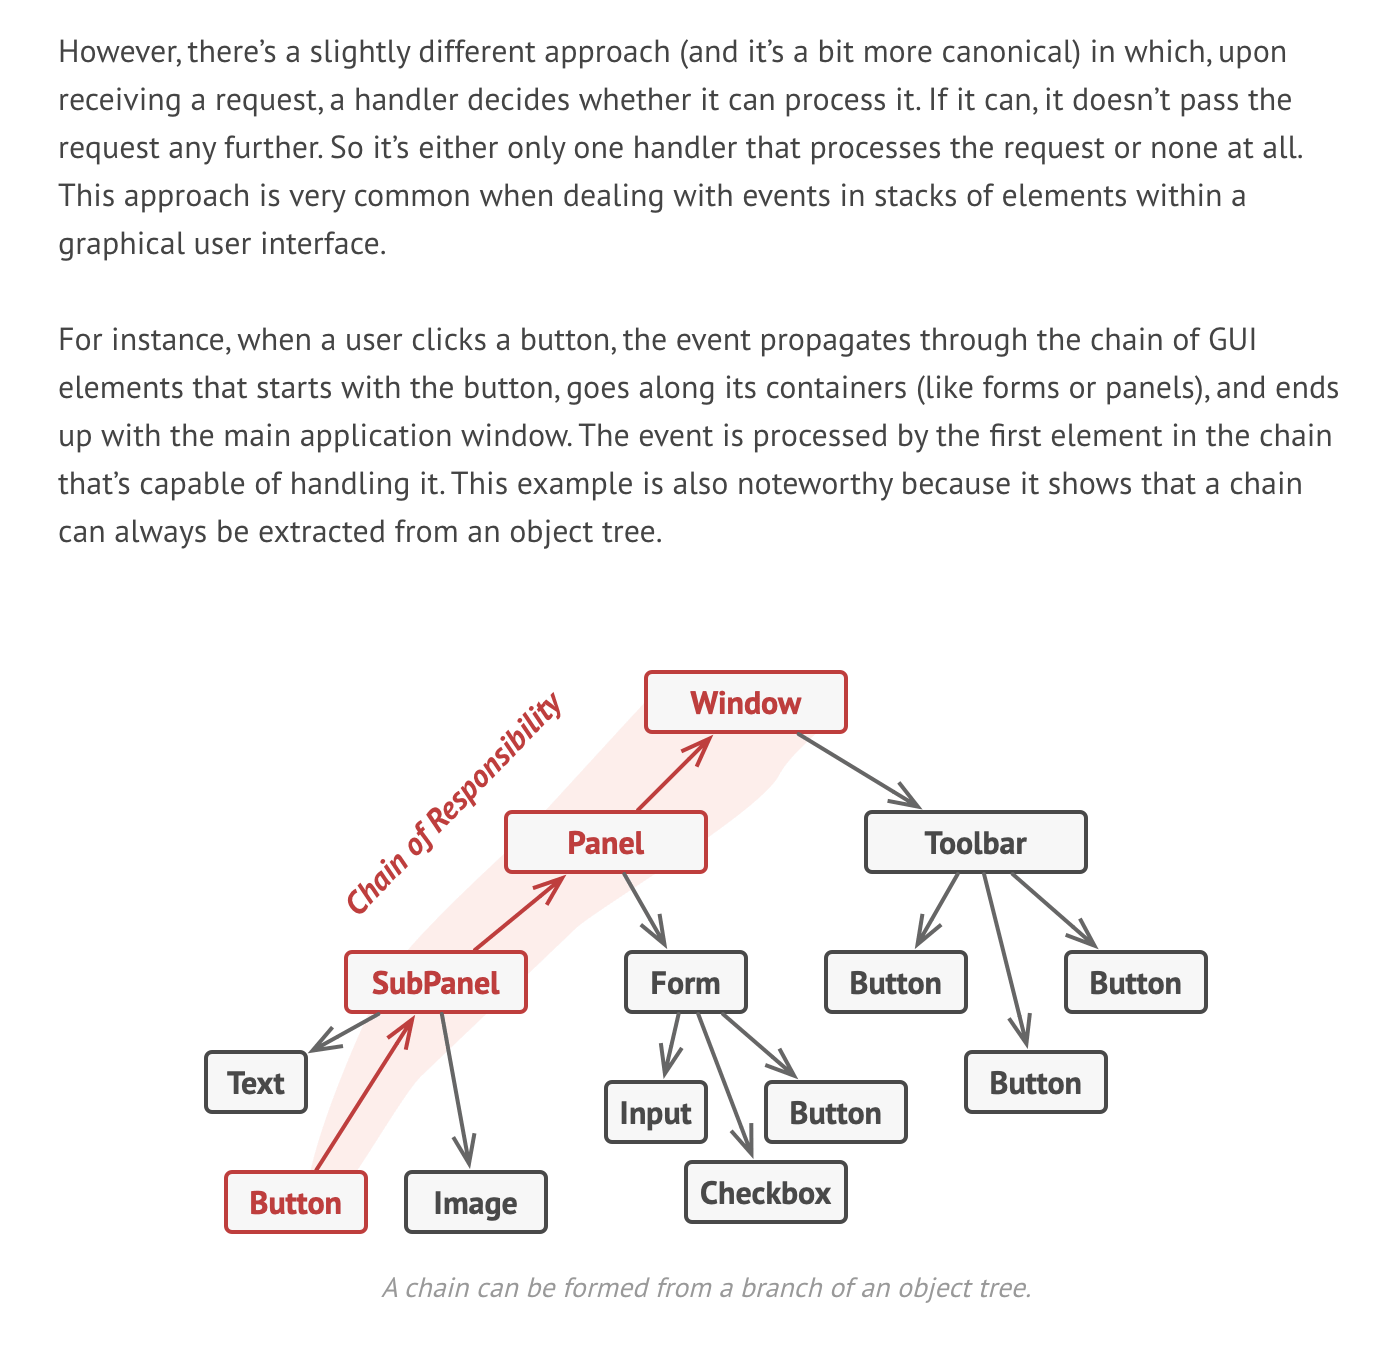 However, there’s a slightly different approach (and it’s a bit more canonical) in which, upon
receiving a request, a handler decides whether it can process it. If it can, it doesn’t pass the
request any further. So it’s either only one handler that processes the request or none at all.
This approach is very common when dealing with events in stacks of elements within a
graphical user interface.
For instance, when a user clicks a button, the event propagates through the chain of GUI
elements that starts with the button, goes along its containers (like forms or panels), and ends
up with the main application window. The event is processed by the first element in the chain
that’s capable of handling it. This example is also noteworthy because it shows that a chain
can always be extracted from an object tree.
Window
Chain of Responsibility
Panel
Toolbar
SubPanel
Form
Button
Button
Text
Button
Input
Button
Checkbox
Button
Image
A chain can be formed from a branch of an object tree.